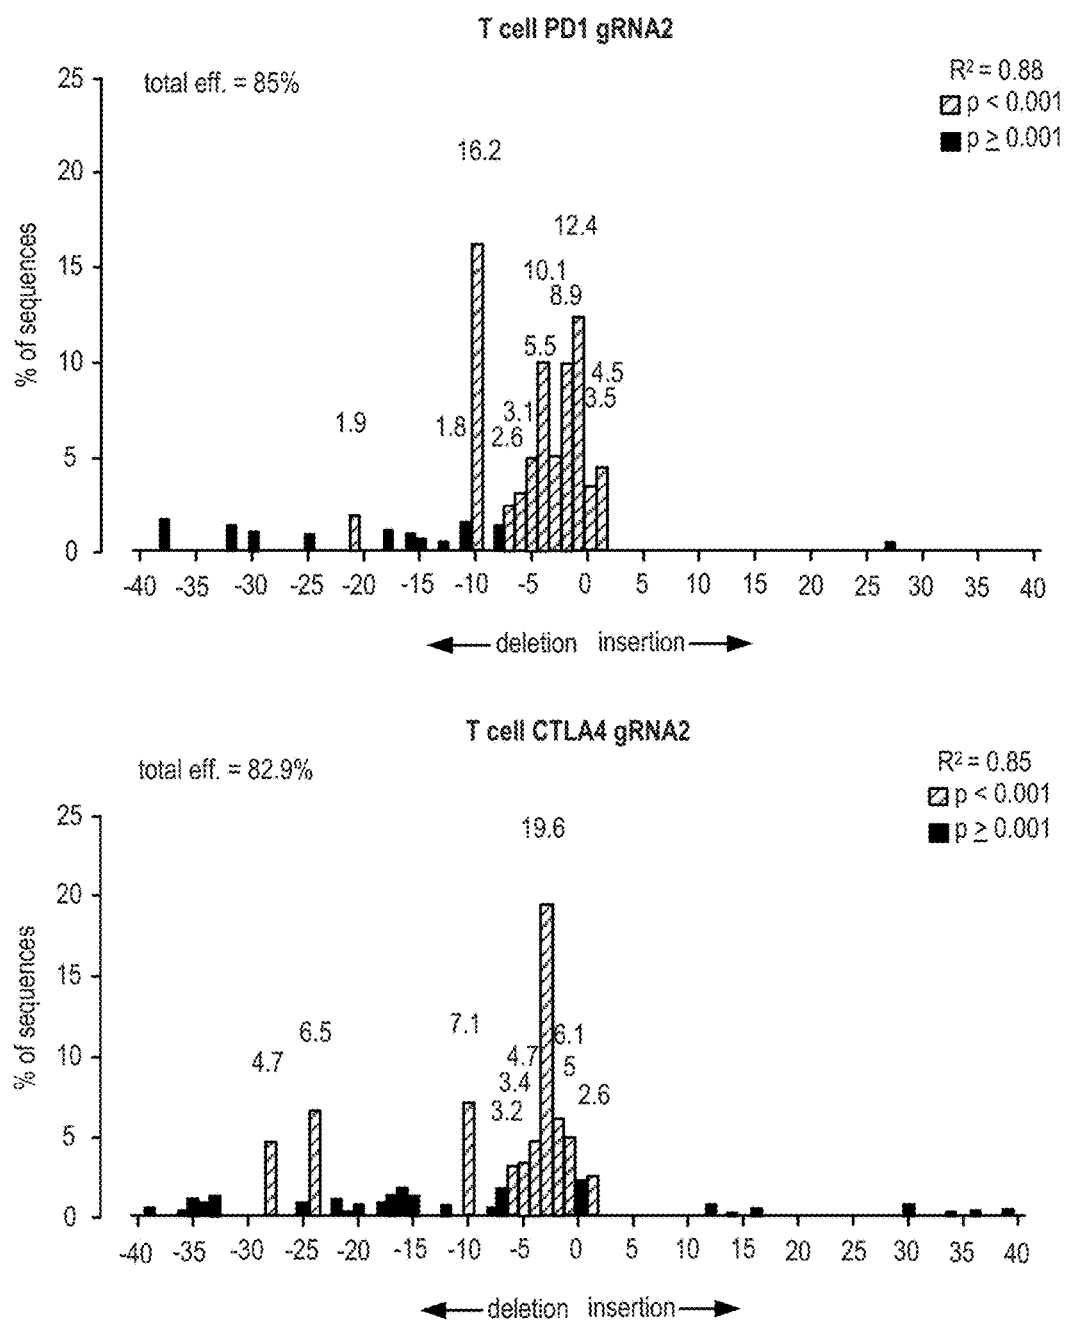 T cell PD1 gRNA2
total eff. = 85%
R² = 0.88
p < 0.001
p ≥ 0.001
% of sequences
25
20
15
10
5
0
1.9
1.8
16.2
2.6
3.1
5.5
10.1
8.9
12.4
4.5
3.5
-40 -35 -30 -25 -20 -15 -10 -5 0 5 10 15 20 25 30 35 40
deletion insertion
T cell CTLA4 gRNA2
total eff. = 82.9%
R² = 0.85
p < 0.001
p ≥ 0.001
% of sequences
25
20
15
10
5
0
4.7
6.5
7.1
3.2
3.4
4.7
19.6
6.1
5
2.6
-40 -35 -30 -25 -20 -15 -10 -5 0 5 10 15 20 25 30 35 40
deletion insertion